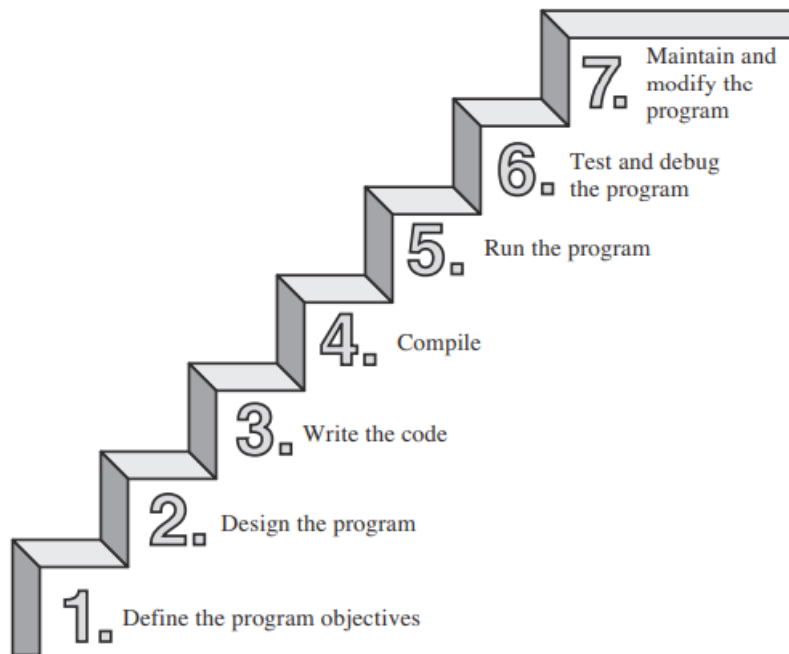 7. Maintain and
modify the
program
6. Test and debug
the program
5. Run the program
4. Compile
3. Write the code
2. Design the program
1. Define the program objectives